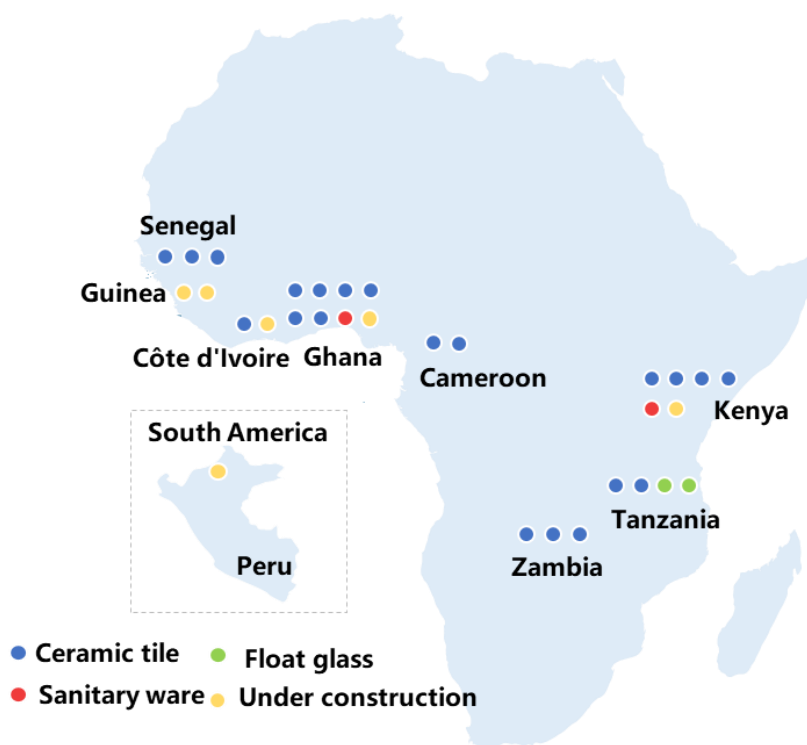 Senegal
Guinea
Côte d'Ivoire
Ghana
Cameroon
Kenya
South America
Tanzania
Peru
Zambia
Ceramic tile
Float glass
Sanitary ware
Under construction